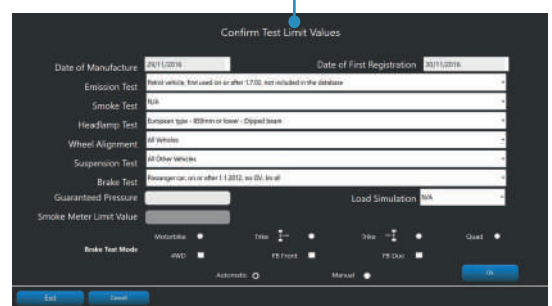 Confirm Test Limit Values
Date of Manufacture 29/11/2016 Date of First Registration 30/11/2016
Emission Test Petrol vehicle, first used on or after 1.7.02, not included in the database
Smoke Test N/A
Headlamp Test European type - 850mm or lower - Dipped beam
Wheel Alignment All Vehicles
Suspension Test All Other Vehicles
Brake Test Passenger car, on or after 1 1 2012,
Guaranteed Pressure Load Simulation N/A
Smoke Meter Limit Value
Motorbike Trike Trike Quad
Brake Test Mode
4WD PB Front PB Duo
Automatic Manual
Ok
Exit Cancel